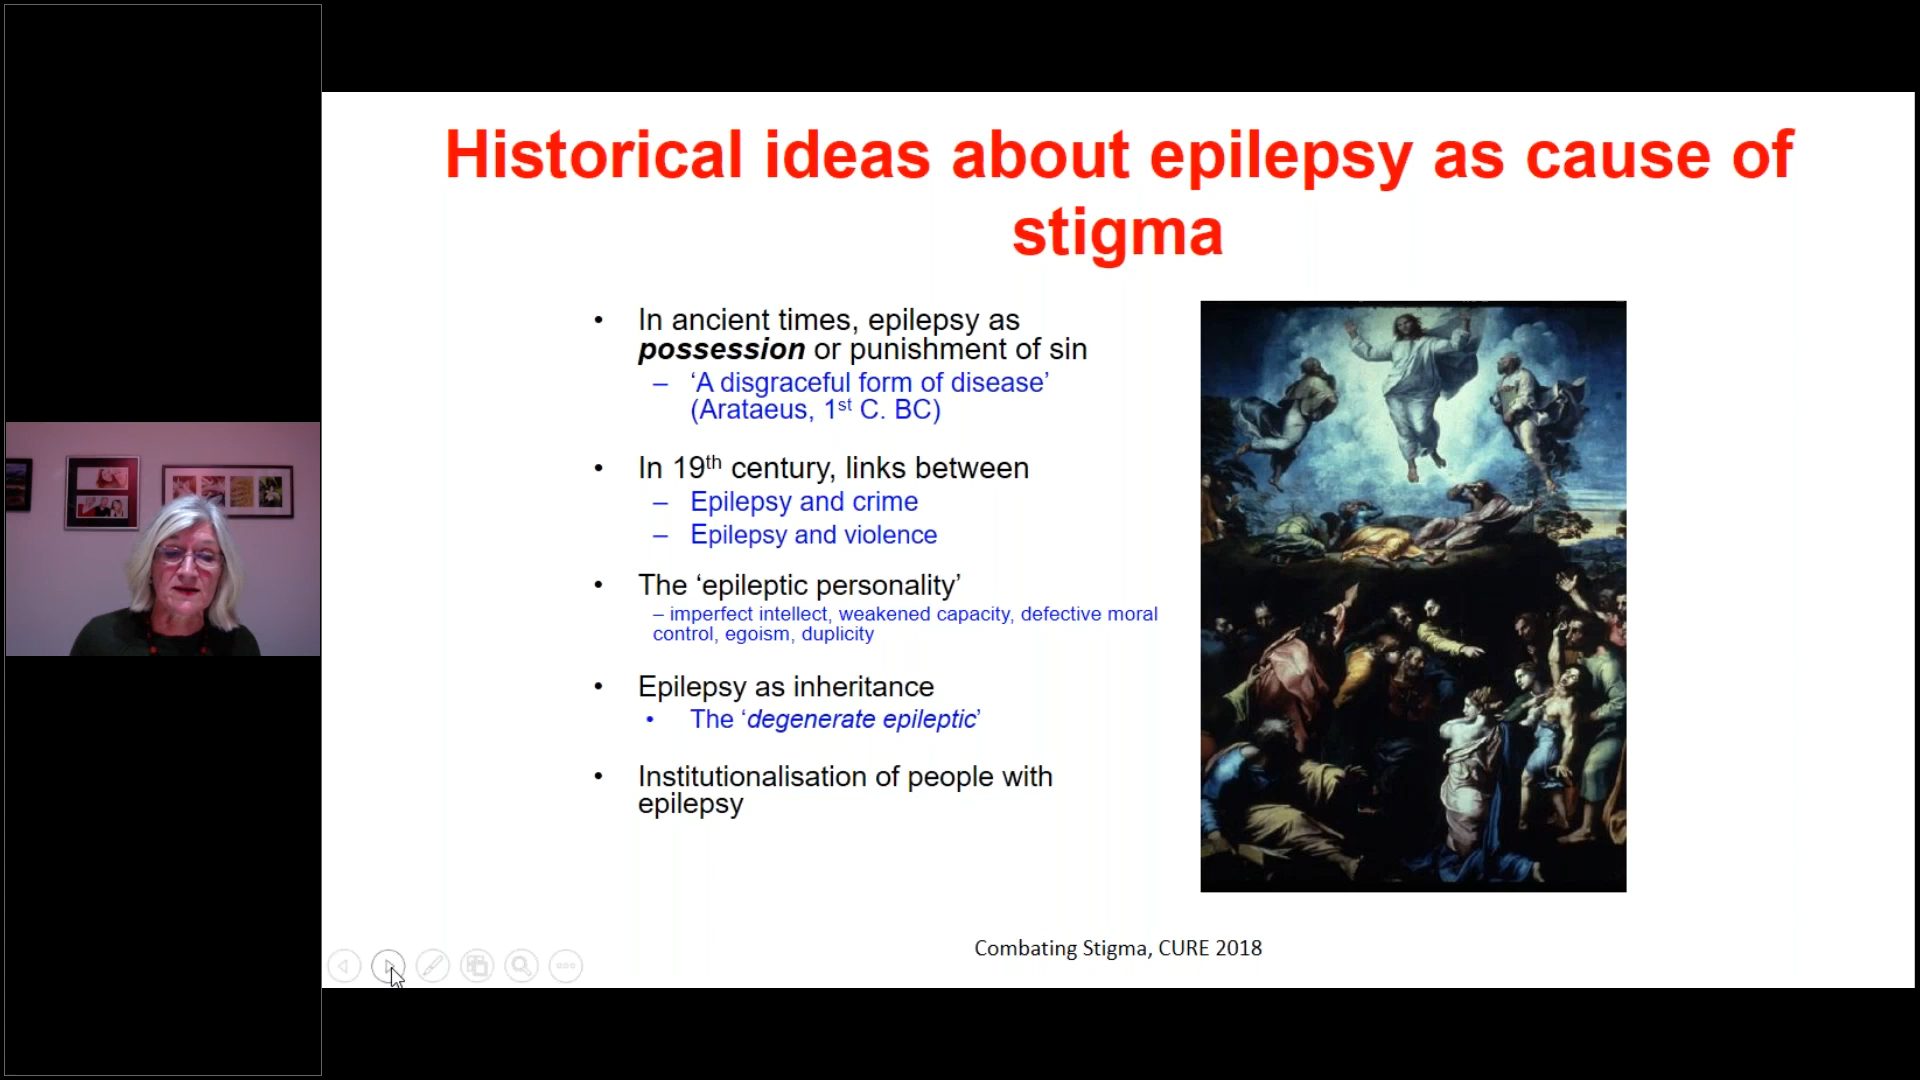 Historical ideas about epilepsy as cause of
stigma
• In ancient times, epilepsy as
possession or punishment of sin
– ‘A disgraceful form of disease’
(Arataeus, 1st C. BC)
• In 19th century, links between
– Epilepsy and crime
– Epilepsy and violence
• The ‘epileptic personality’
– imperfect intellect, weakened capacity, defective moral
control, egoism, duplicity
• Epilepsy as inheritance
• The ‘degenerate epileptic’
• Institutionalisation of people with
epilepsy
Combating Stigma, CURE 2018